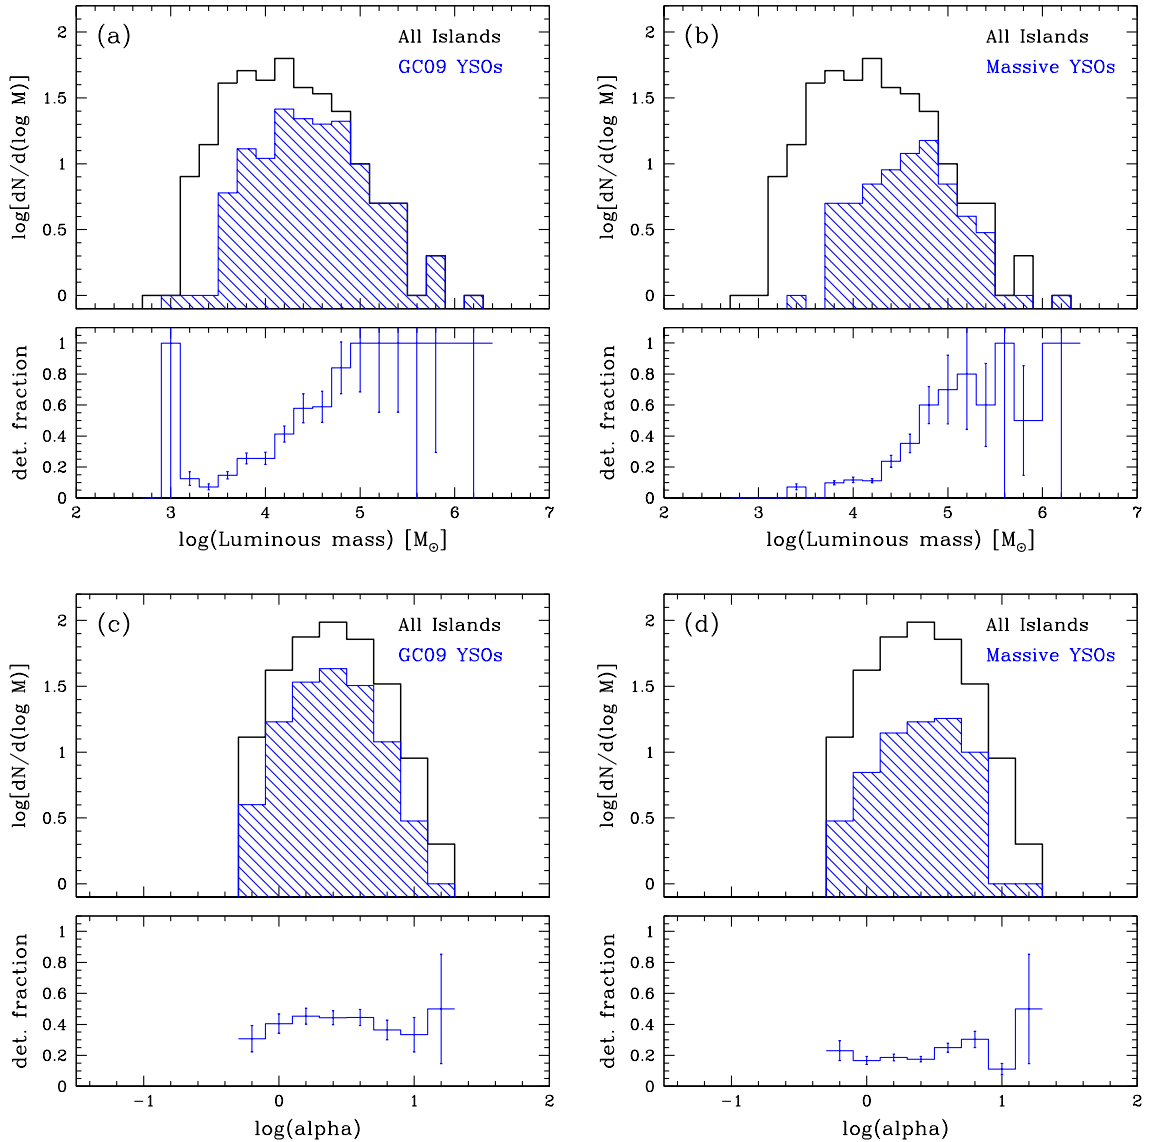 (a) All Islands
GC09 YSOs
log[dN/d(log M)]
2
1.5
1
0.5
0
(b) All Islands
Massive YSOs
log[dN/d(log M)]
2
1.5
1
0.5
0
det. fraction
1
0.8
0.6
0.4
0.2
0
2 3 4 5 6 7
log(Luminous mass) [M⊙]
det. fraction
1
0.8
0.6
0.4
0.2
0
2 3 4 5 6 7
log(Luminous mass) [M⊙]
(c) All Islands
GC09 YSOs
log[dN/d(log M)]
2
1.5
1
0.5
0
(d) All Islands
Massive YSOs
log[dN/d(log M)]
2
1.5
1
0.5
0
det. fraction
1
0.8
0.6
0.4
0.2
0
−1 0 1 2
log(alpha)
det. fraction
1
0.8
0.6
0.4
0.2
0
−1 0 1 2
log(alpha)